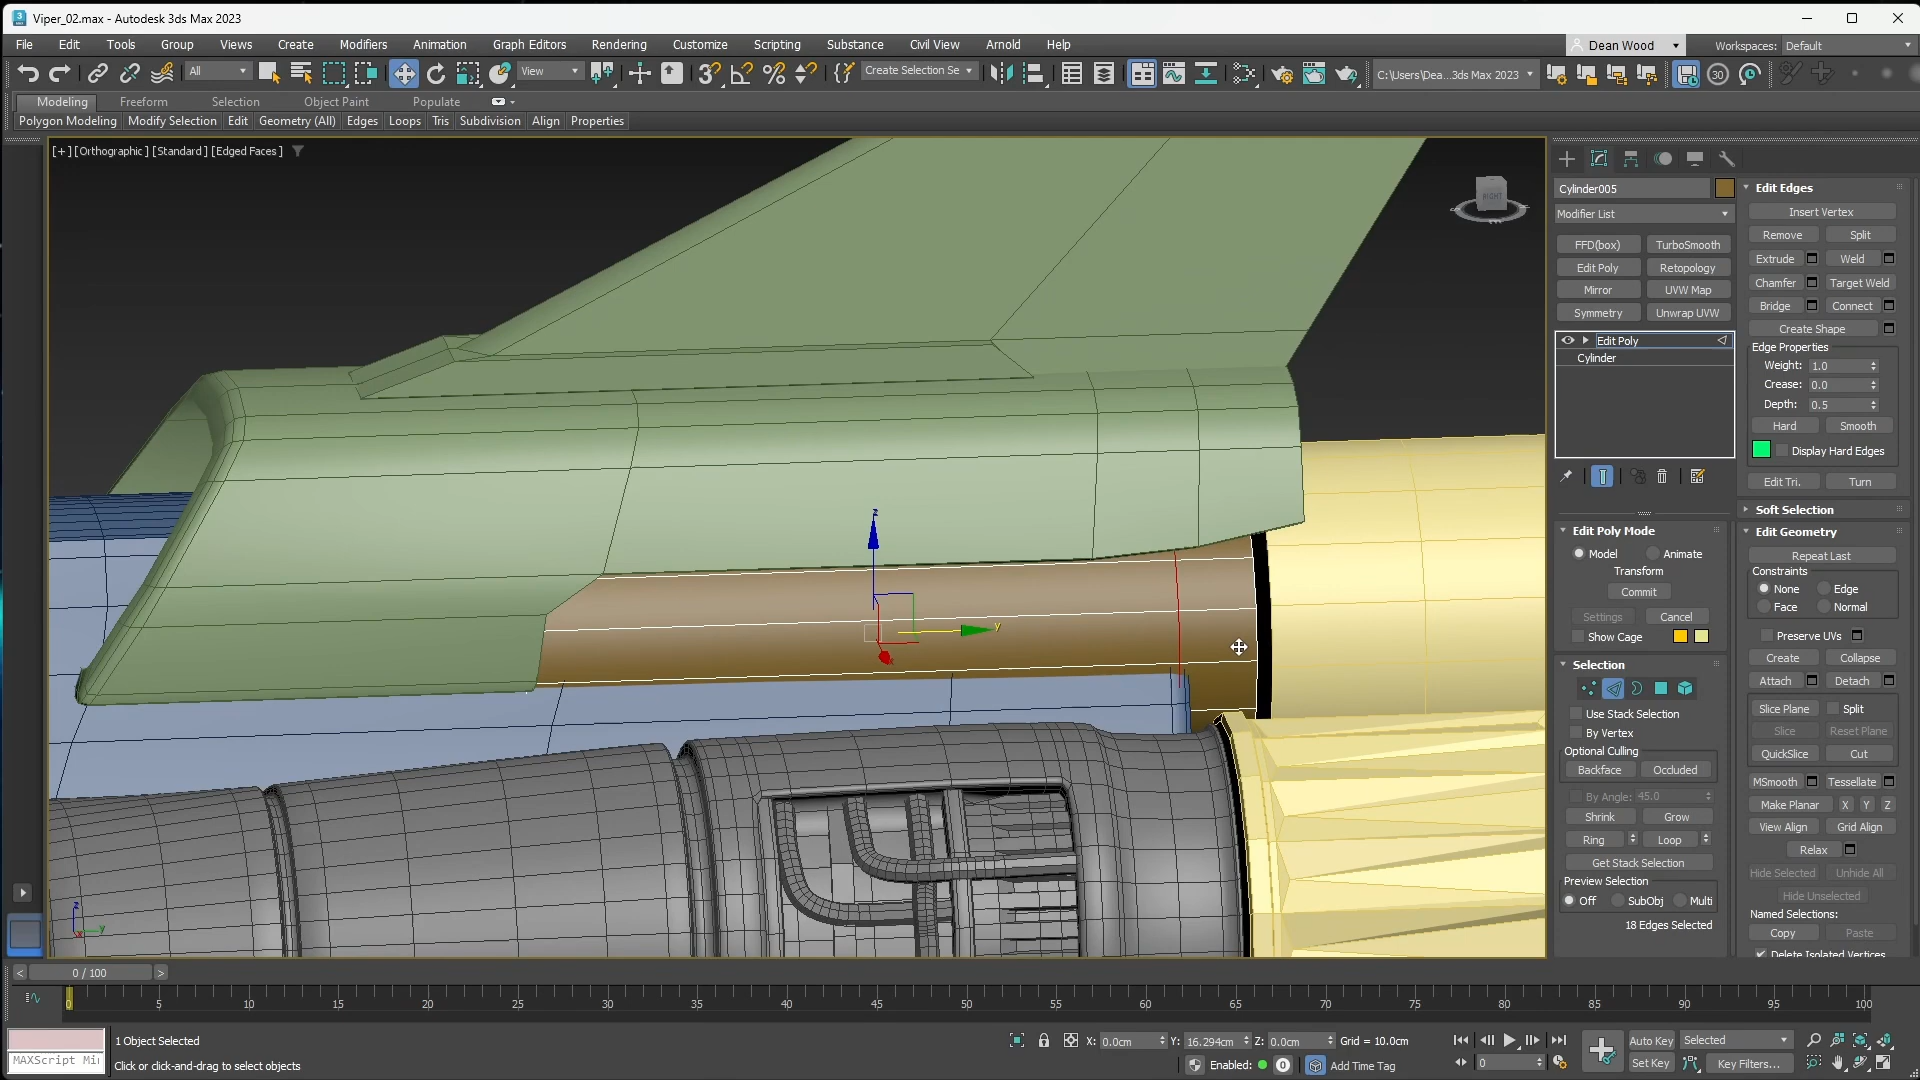 Viper_02.max - Autodesk 3ds Max 2023
File Edit Tools Group Views Create Modifiers Animation Graph Editors Rendering Customize Scripting Substance Civil View Arnold Help
Dean Wood
Workspaces: Default
All
View
Create Selection Se
C:\Users\Dea...3ds Max 2023
30
Modeling Freeform Selection Object Paint Populate
Polygon Modeling Modify Selection Edit Geometry (All) Edges Loops Tris Subdivision Align Properties
[+] [Orthographic] [Standard] [Edged Faces]
RIGHT
z
y
x
z
y
x
Cylinder005
Modifier List
FFD(box) TurboSmooth
Edit Poly Retopology
Mirror UVW Map
Symmetry Unwrap UVW
Edit Poly
Cylinder
Edit Poly Mode
Model Animate
Transform
Commit
Settings Cancel
Show Cage
Selection
Use Stack Selection
By Vertex
Optional Culling
Backface Occluded
By Angle: 45.0
Shrink Grow
Ring Loop
Get Stack Selection
Preview Selection
Off SubObj Multi
18 Edges Selected
Edit Edges
Insert Vertex
Remove Split
Extrude Weld
Chamfer Target Weld
Bridge Connect
Create Shape
Edge Properties
Weight: 1.0
Crease: 0.0
Depth: 0.5
Hard Smooth
Display Hard Edges
Edit Tri. Turn
Soft Selection
Edit Geometry
Repeat Last
Constraints
None Edge
Face Normal
Preserve UVs
Create Collapse
Attach Detach
Slice Plane Split
Slice Reset Plane
QuickSlice Cut
MSmooth Tessellate
Make Planar X Y Z
View Align Grid Align
Relax
Hide Selected Unhide All
Hide Unselected
Named Selections:
Copy Paste
Delete Isolated Vertices
< 0 / 100 >
0 5 10 15 20 25 30 35 40 45 50 55 60 65 70 75 80 85 90 95 100
1 Object Selected
MAXScript Mi
Click or click-and-drag to select objects
X: 0.0cm Y: 16.294cm Z: 0.0cm Grid = 10.0cm
Enabled: 0
Add Time Tag
0
Auto Key Selected
Set Key Key Filters...